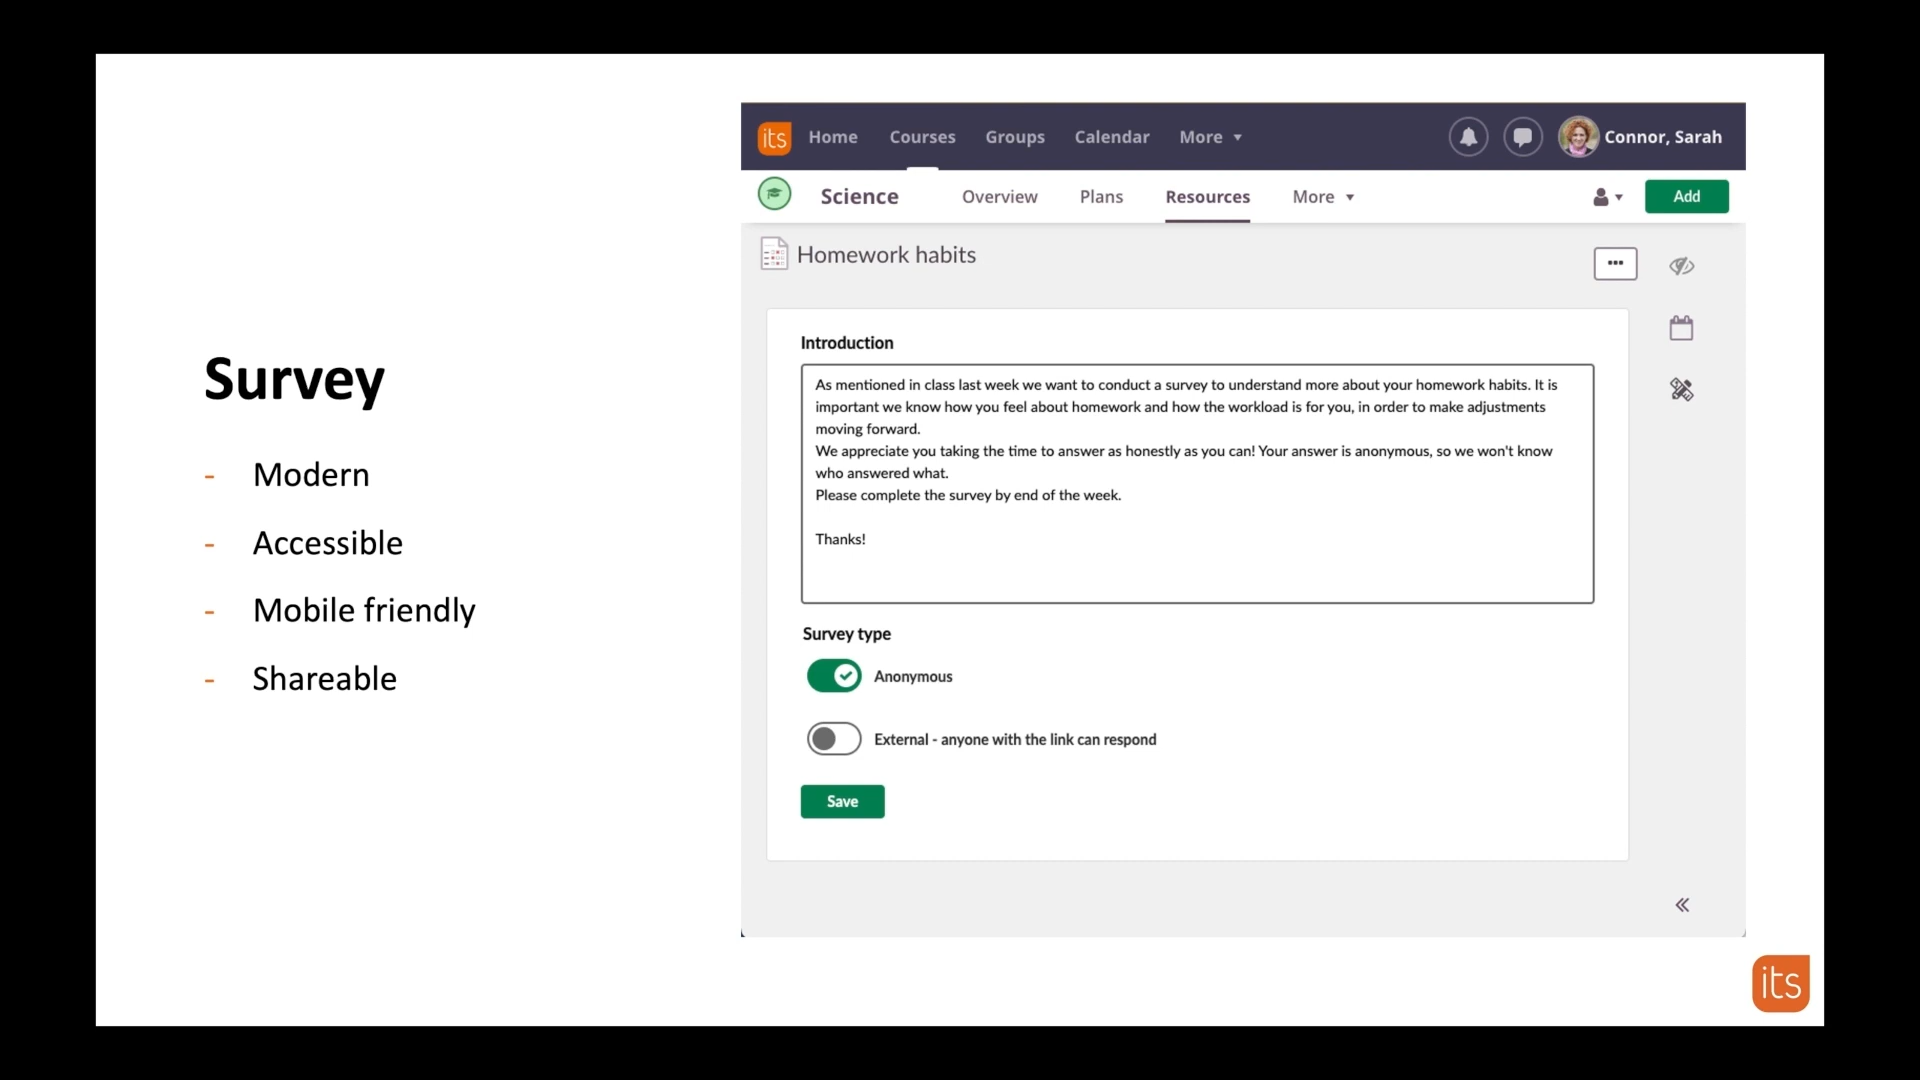 Survey
- Modern
- Accessible
- Mobile friendly
- Shareable
its Home Courses Groups Calendar More Connor, Sarah
Science Overview Plans Resources More Add
Homework habits
Introduction
As mentioned in class last week we want to conduct a survey to understand more about your homework habits. It is
important we know how you feel about homework and how the workload is for you, in order to make adjustments
moving forward.
We appreciate you taking the time to answer as honestly as you can! Your answer is anonymous, so we won't know
who answered what.
Please complete the survey by end of the week.
Thanks!
Survey type
Anonymous
External - anyone with the link can respond
Save
its